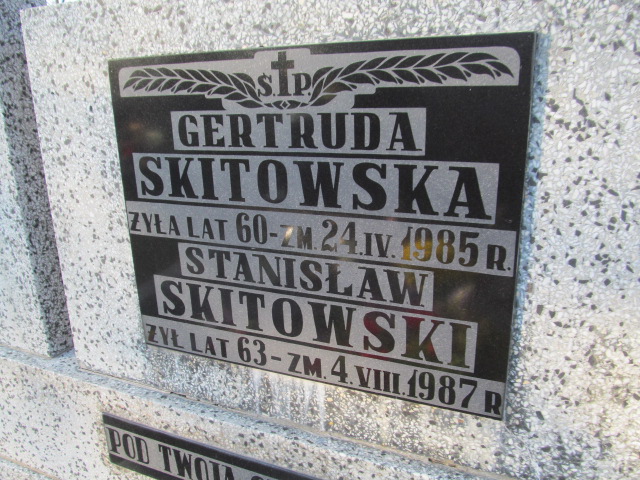 Ś P
GERTRUDA
SKITOWSKA
ŻYŁA LAT 60-ZM. 24.IV.1985 R.
STANISŁAW
SKITOWSKI
ŻYŁ LAT 63-ZM. 4.VIII.1987 R
POD TWOJĄ